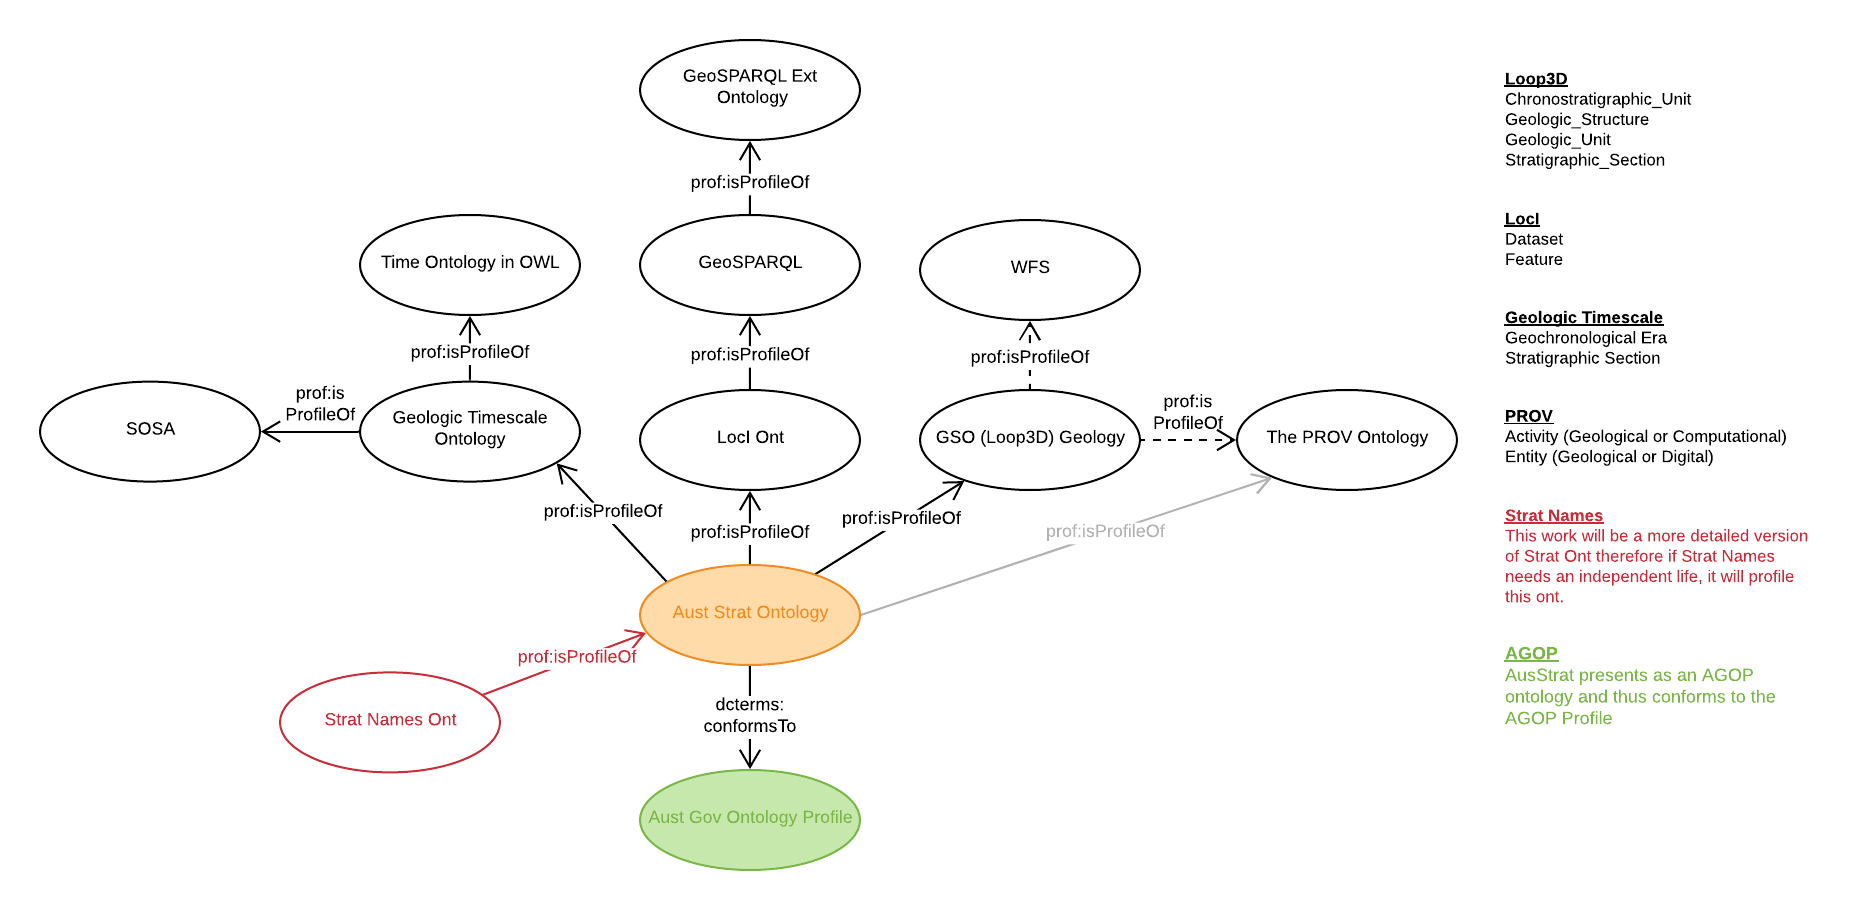 GeoSPARQL Ext
Ontology
prof:isProfileOf
Time Ontology in OWL
GeoSPARQL
WFS
prof:isProfileOf
prof:isProfileOf
prof:isProfileOf
SOSA
prof:is
ProfileOf
Geologic Timescale
Ontology
LocI Ont
GSO (Loop3D) Geology
prof:is
ProfileOf
The PROV Ontology
prof:isProfileOf
prof:isProfileOf
prof:isProfileOf
prof:isProfileOf
Aust Strat Ontology
prof:isProfileOf
Strat Names Ont
dcterms:
conformsTo
Aust Gov Ontology Profile
Loop3D
Chronostratigraphic_Unit
Geologic_Structure
Geologic_Unit
Stratigraphic_Section
LocI
Dataset
Feature
Geologic Timescale
Geochronological Era
Stratigraphic Section
PROV
Activity (Geological or Computational)
Entity (Geological or Digital)
Strat Names
This work will be a more detailed version
of Strat Ont therefore if Strat Names
needs an independent life, it will profile
this ont.
AGOP
AusStrat presents as an AGOP
ontology and thus conforms to the
AGOP Profile